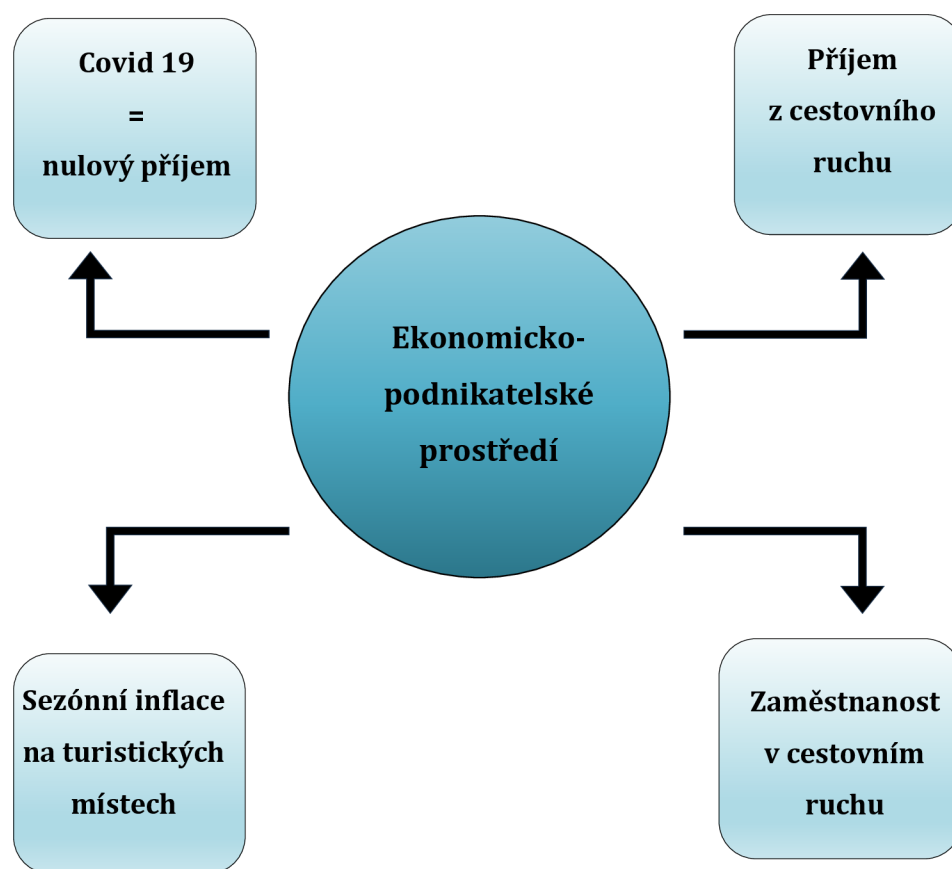 Covid 19
=
nulový příjem
Příjem
z cestovního
ruchu
Ekonomicko-
podnikatelské
prostředí
Sezónní inflace
na turistických
místech
Zaměstnanost
v cestovním
ruchu